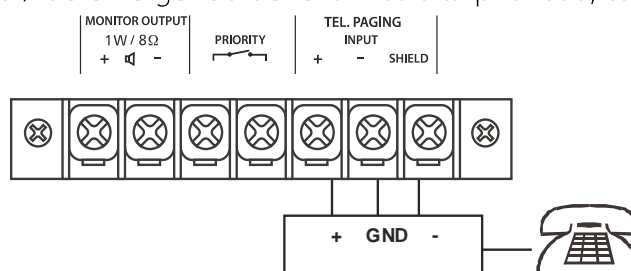 MONITOR OUTPUT
1W / 8Ω
+ -
PRIORITY
TEL. PAGING
INPUT
+ - SHIELD
+ GND -